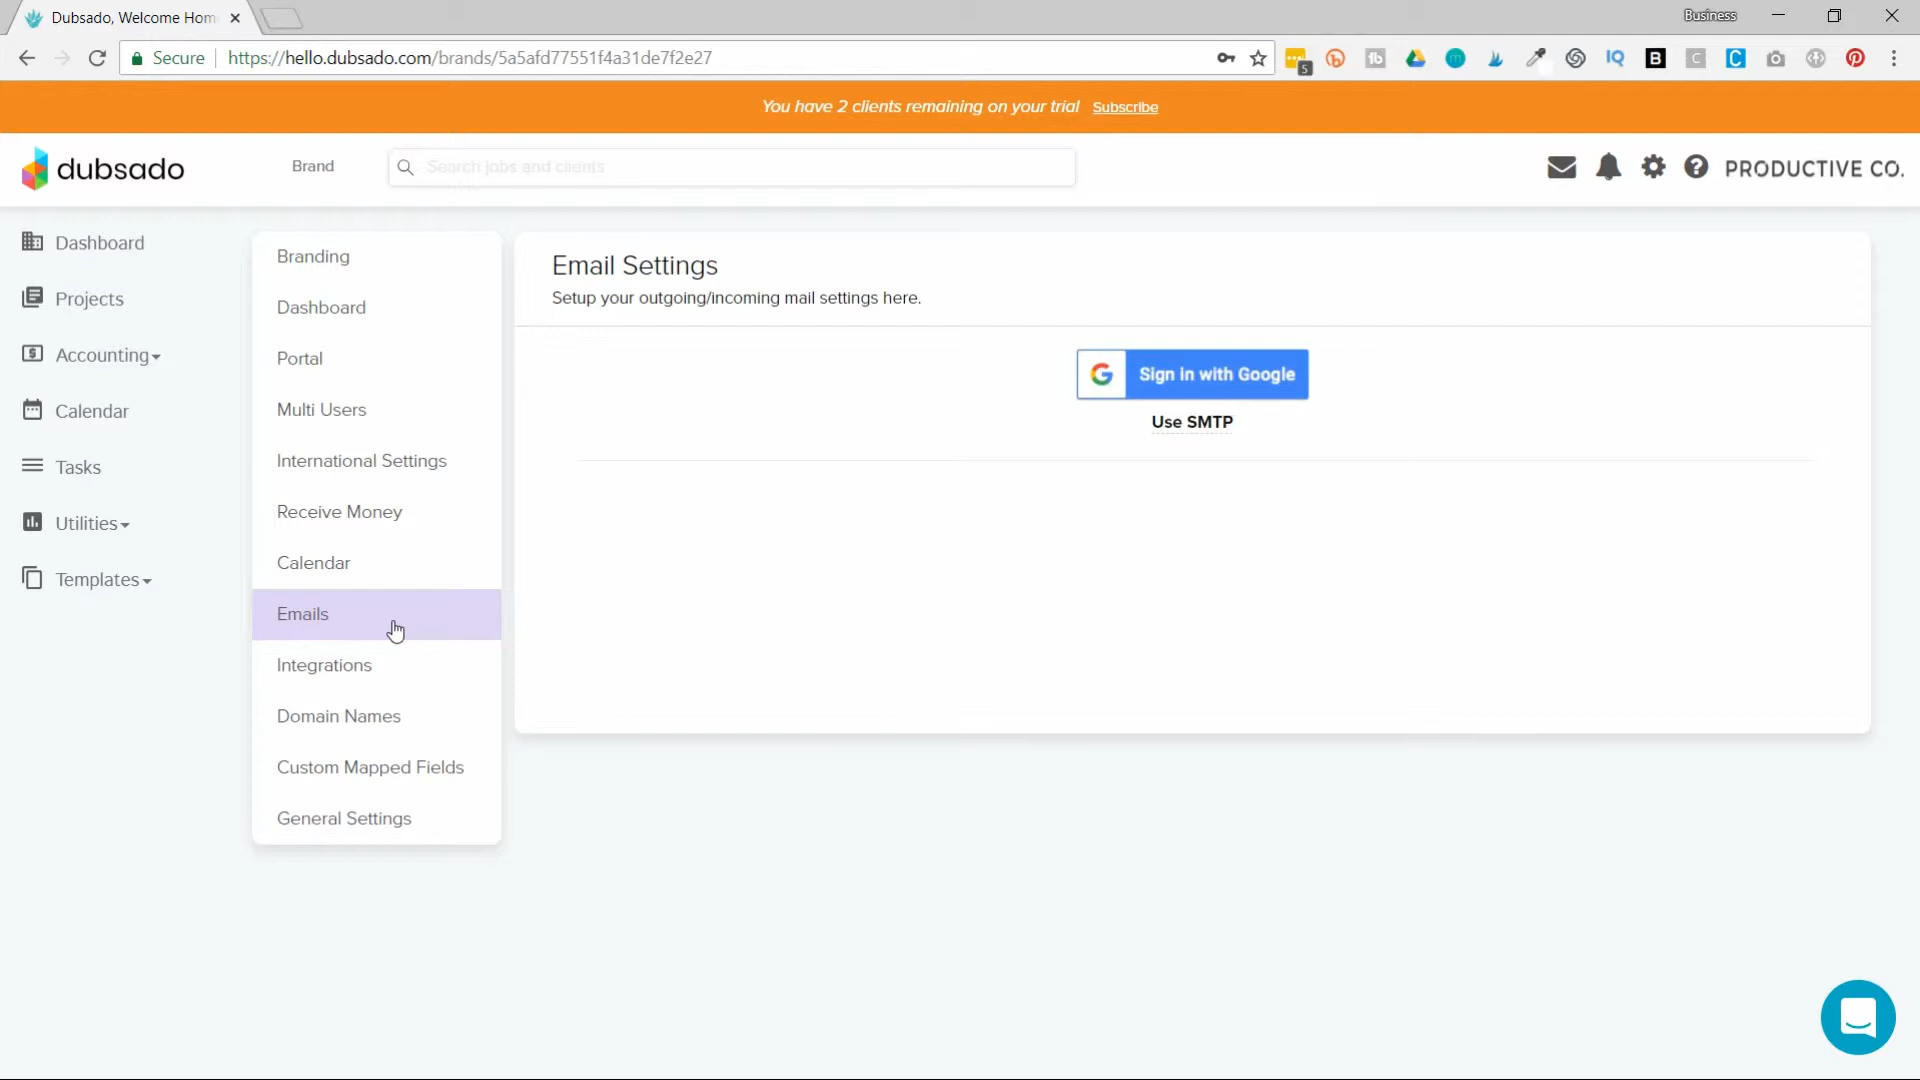 Dubsado, Welcome Hom
Business
Secure
https://hello.dubsado.com/brands/5a5afd77551f4a31de7f2e27
5
You have 2 clients remaining on your trial Subscribe
dubsado
Brand
Search jobs and clients
PRODUCTIVE CO.
Dashboard
Projects
Accounting
Calendar
Tasks
Utilities
Templates
Branding
Dashboard
Portal
Multi Users
International Settings
Receive Money
Calendar
Emails
Integrations
Domain Names
Custom Mapped Fields
General Settings
Email Settings
Setup your outgoing/incoming mail settings here.
Sign in with Google
Use SMTP